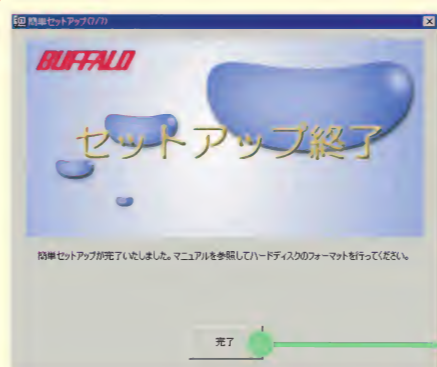 簡単セットアップ(7/7)
BUFFALO
セットアップ終了
簡単セットアップが完了いたしました。マニュアルを参照してハードディスクのフォーマットを行ってください。
完了